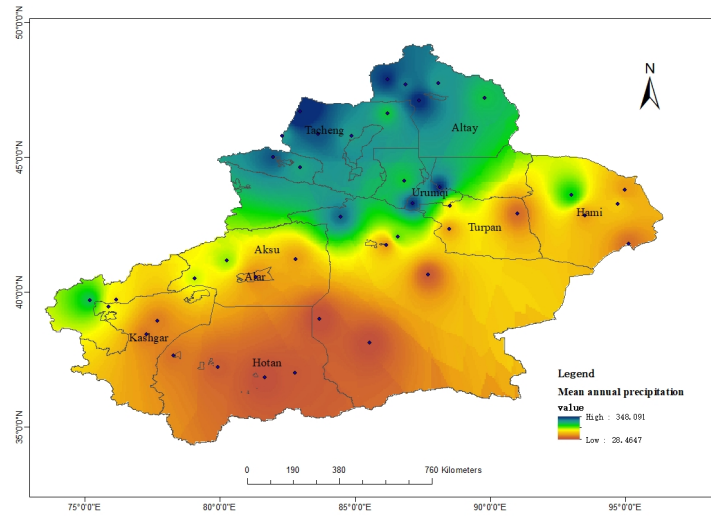 50°0'0"N
N
Tacheng
Altay
45°0'0"N
Urumqi
Hami
Turpan
Aksu
Alar
40°0'0"N
Kashgar
Hotan
Legend
Mean annual precipitation
value
High : 348.091
Low : 28.4647
35°0'0"N
0 190 380 760 Kilometers
75°0'0"E 80°0'0"E 85°0'0"E 90°0'0"E 95°0'0"E